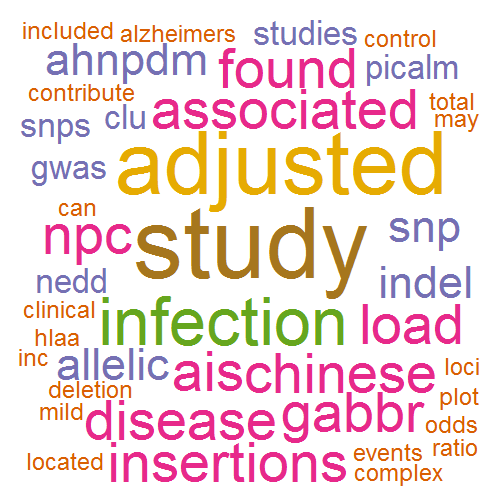 included alzheimers studies control
ahnpdm found picalm
contribute associated total
snps clu may
gwas adjusted
can
npc study snp
nedd indel
clinical infection load
hlaa
inc allelic aischinese loci
deletion plot
mild disease gabbr odds
located insertions events ratio
complex